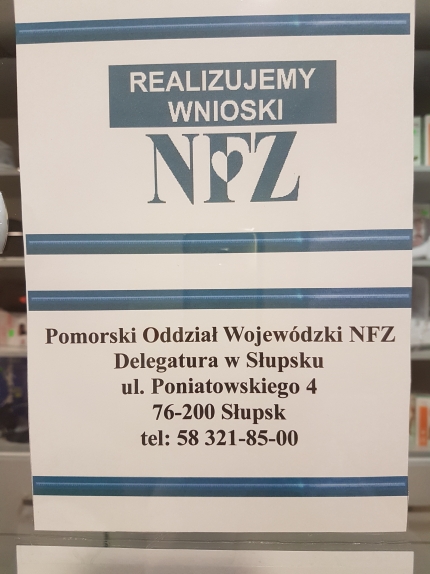 REALIZUJEMY
WNIOSKI
NFZ
Pomorski Oddział Wojewódzki NFZ
Delegatura w Słupsku
ul. Poniatowskiego 4
76-200 Słupsk
tel: 58 321-85-00